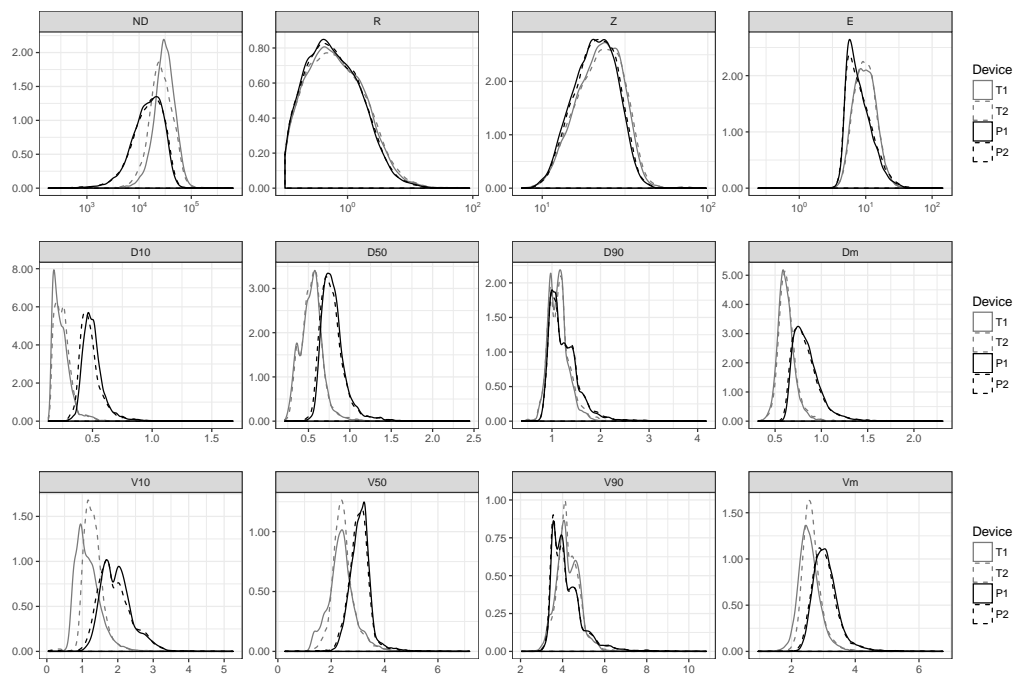 ND R Z E
2.00
1.50
1.00
0.50
0.00
10³ 10⁴ 10⁵
0.80
0.60
0.40
0.20
0.00
10⁰ 10²
2.00
1.00
0.00
10¹ 10²
2.00
1.00
0.00
10⁰ 10¹ 10²
Device
T1
T2
P1
P2
D10 D50 D90 Dm
8.00
6.00
4.00
2.00
0.00
0.5 1.0 1.5
3.00
2.00
1.00
0.00
0.5 1.0 1.5 2.0 2.5
2.00
1.50
1.00
0.50
0.00
1 2 3 4
5.00
4.00
3.00
2.00
1.00
0.00
0.5 1.0 1.5 2.0
Device
T1
T2
P1
P2
V10 V50 V90 Vm
1.50
1.00
0.50
0.00
0 1 2 3 4 5
1.00
0.50
0.00
0 2 4 6
1.00
0.75
0.50
0.25
0.00
2 4 6 8 10
1.50
1.00
0.50
0.00
2 4 6
Device
T1
T2
P1
P2